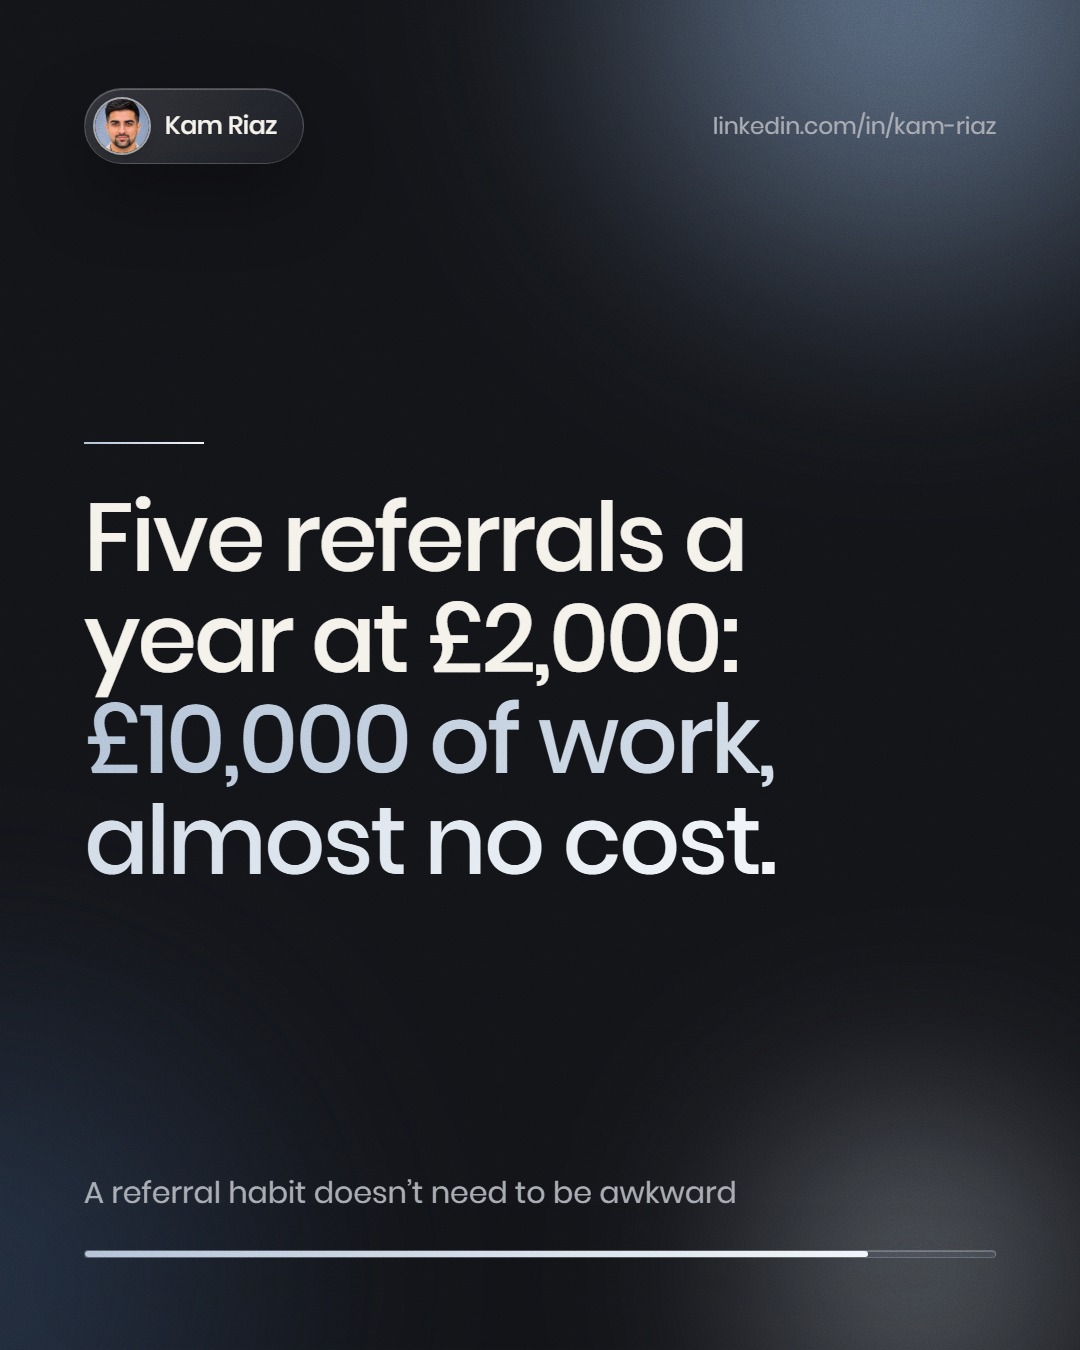 Kam Riaz
linkedin.com/in/kam-riaz
Five referrals a
year at £2,000:
£10,000 of work,
almost no cost.
A referral habit doesn’t need to be awkward